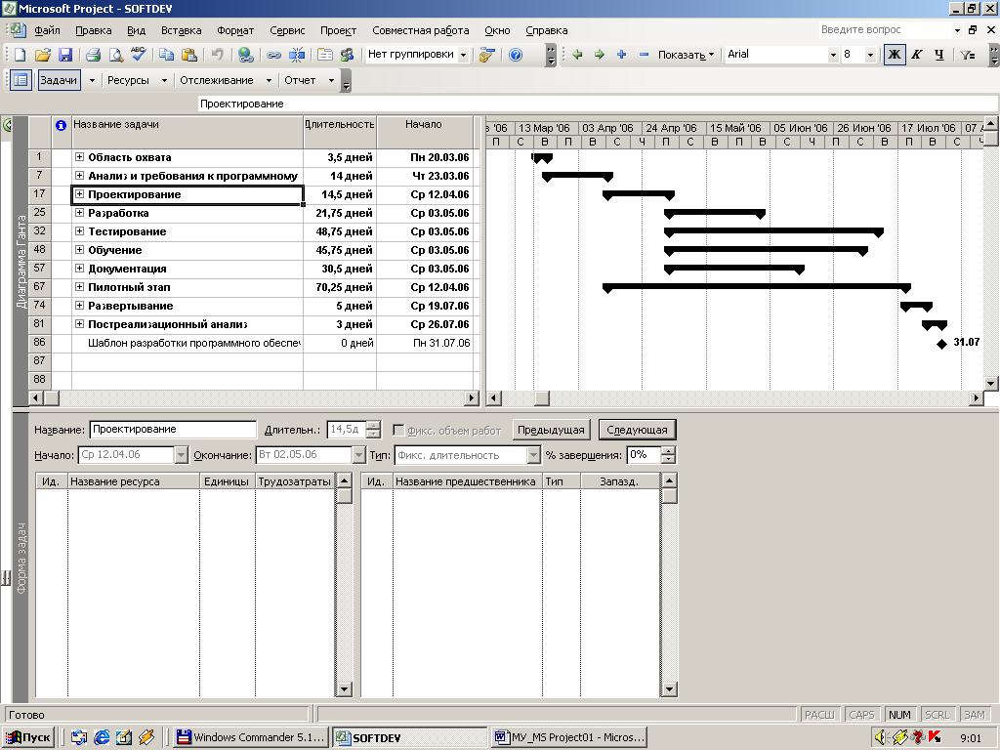 Microsoft Project - SOFTDEV
Файл Правка Вид Вставка Формат Сервис Проект Совместная работа Окно Справка Введите вопрос
Нет группировки Показать Arial 8 Ж К Ч
Задачи Ресурсы Отслеживание Отчет
Проектирование
Название задачи Длительность Начало
'06 13 Мар '06 03 Апр '06 24 Апр '06 15 Май '06 05 Июн '06 26 Июн '06 17 Июл '06 07
П С В П С В П С В П С В П С В П С В П С Ч
1 Область охвата 3,5 дней Пн 20.03.06
7 Анализ и требования к программному 14 дней Чт 23.03.06
17 Проектирование 14,5 дней Ср 12.04.06
25 Разработка 21,75 дней Ср 03.05.06
32 Тестирование 48,75 дней Ср 03.05.06
48 Обучение 45,75 дней Ср 03.05.06
57 Документация 30,5 дней Ср 03.05.06
67 Пилотный этап 70,25 дней Ср 12.04.06
74 Развертывание 5 дней Ср 19.07.06
81 Постреализационный анализ 3 дней Ср 26.07.06
86 Шаблон разработки программного обеспеч 0 дней Пн 31.07.06 31.07
87
88
Диаграмма Ганта
Название: Проектирование Длительн.: 14,5д Фикс. объем работ Предыдущая Следующая
Начало: Ср 12.04.06 Окончание: Вт 02.05.06 Тип: Фикс. длительность % завершения: 0%
Ид. Название ресурса Единицы Трудозатраты Ид. Название предшественника Тип Запазд.
Форма задач
Готово РАСШ CAPS NUM SCRL ЗАМ
Пуск Windows Commander 5.1... SOFTDEV МУ_MS Project01 - Micros... 9:01